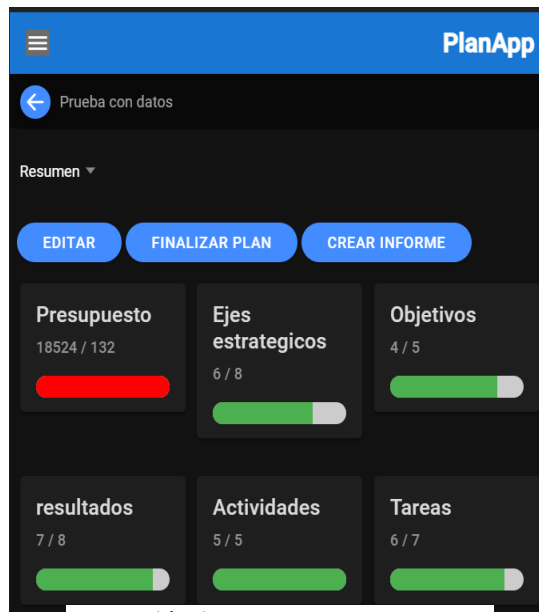 PlanApp
Prueba con datos
Resumen
EDITAR
FINALIZAR PLAN
CREAR INFORME
Presupuesto
18524 / 132
Ejes
estrategicos
6 / 8
Objetivos
4 / 5
resultados
7 / 8
Actividades
5 / 5
Tareas
6 / 7